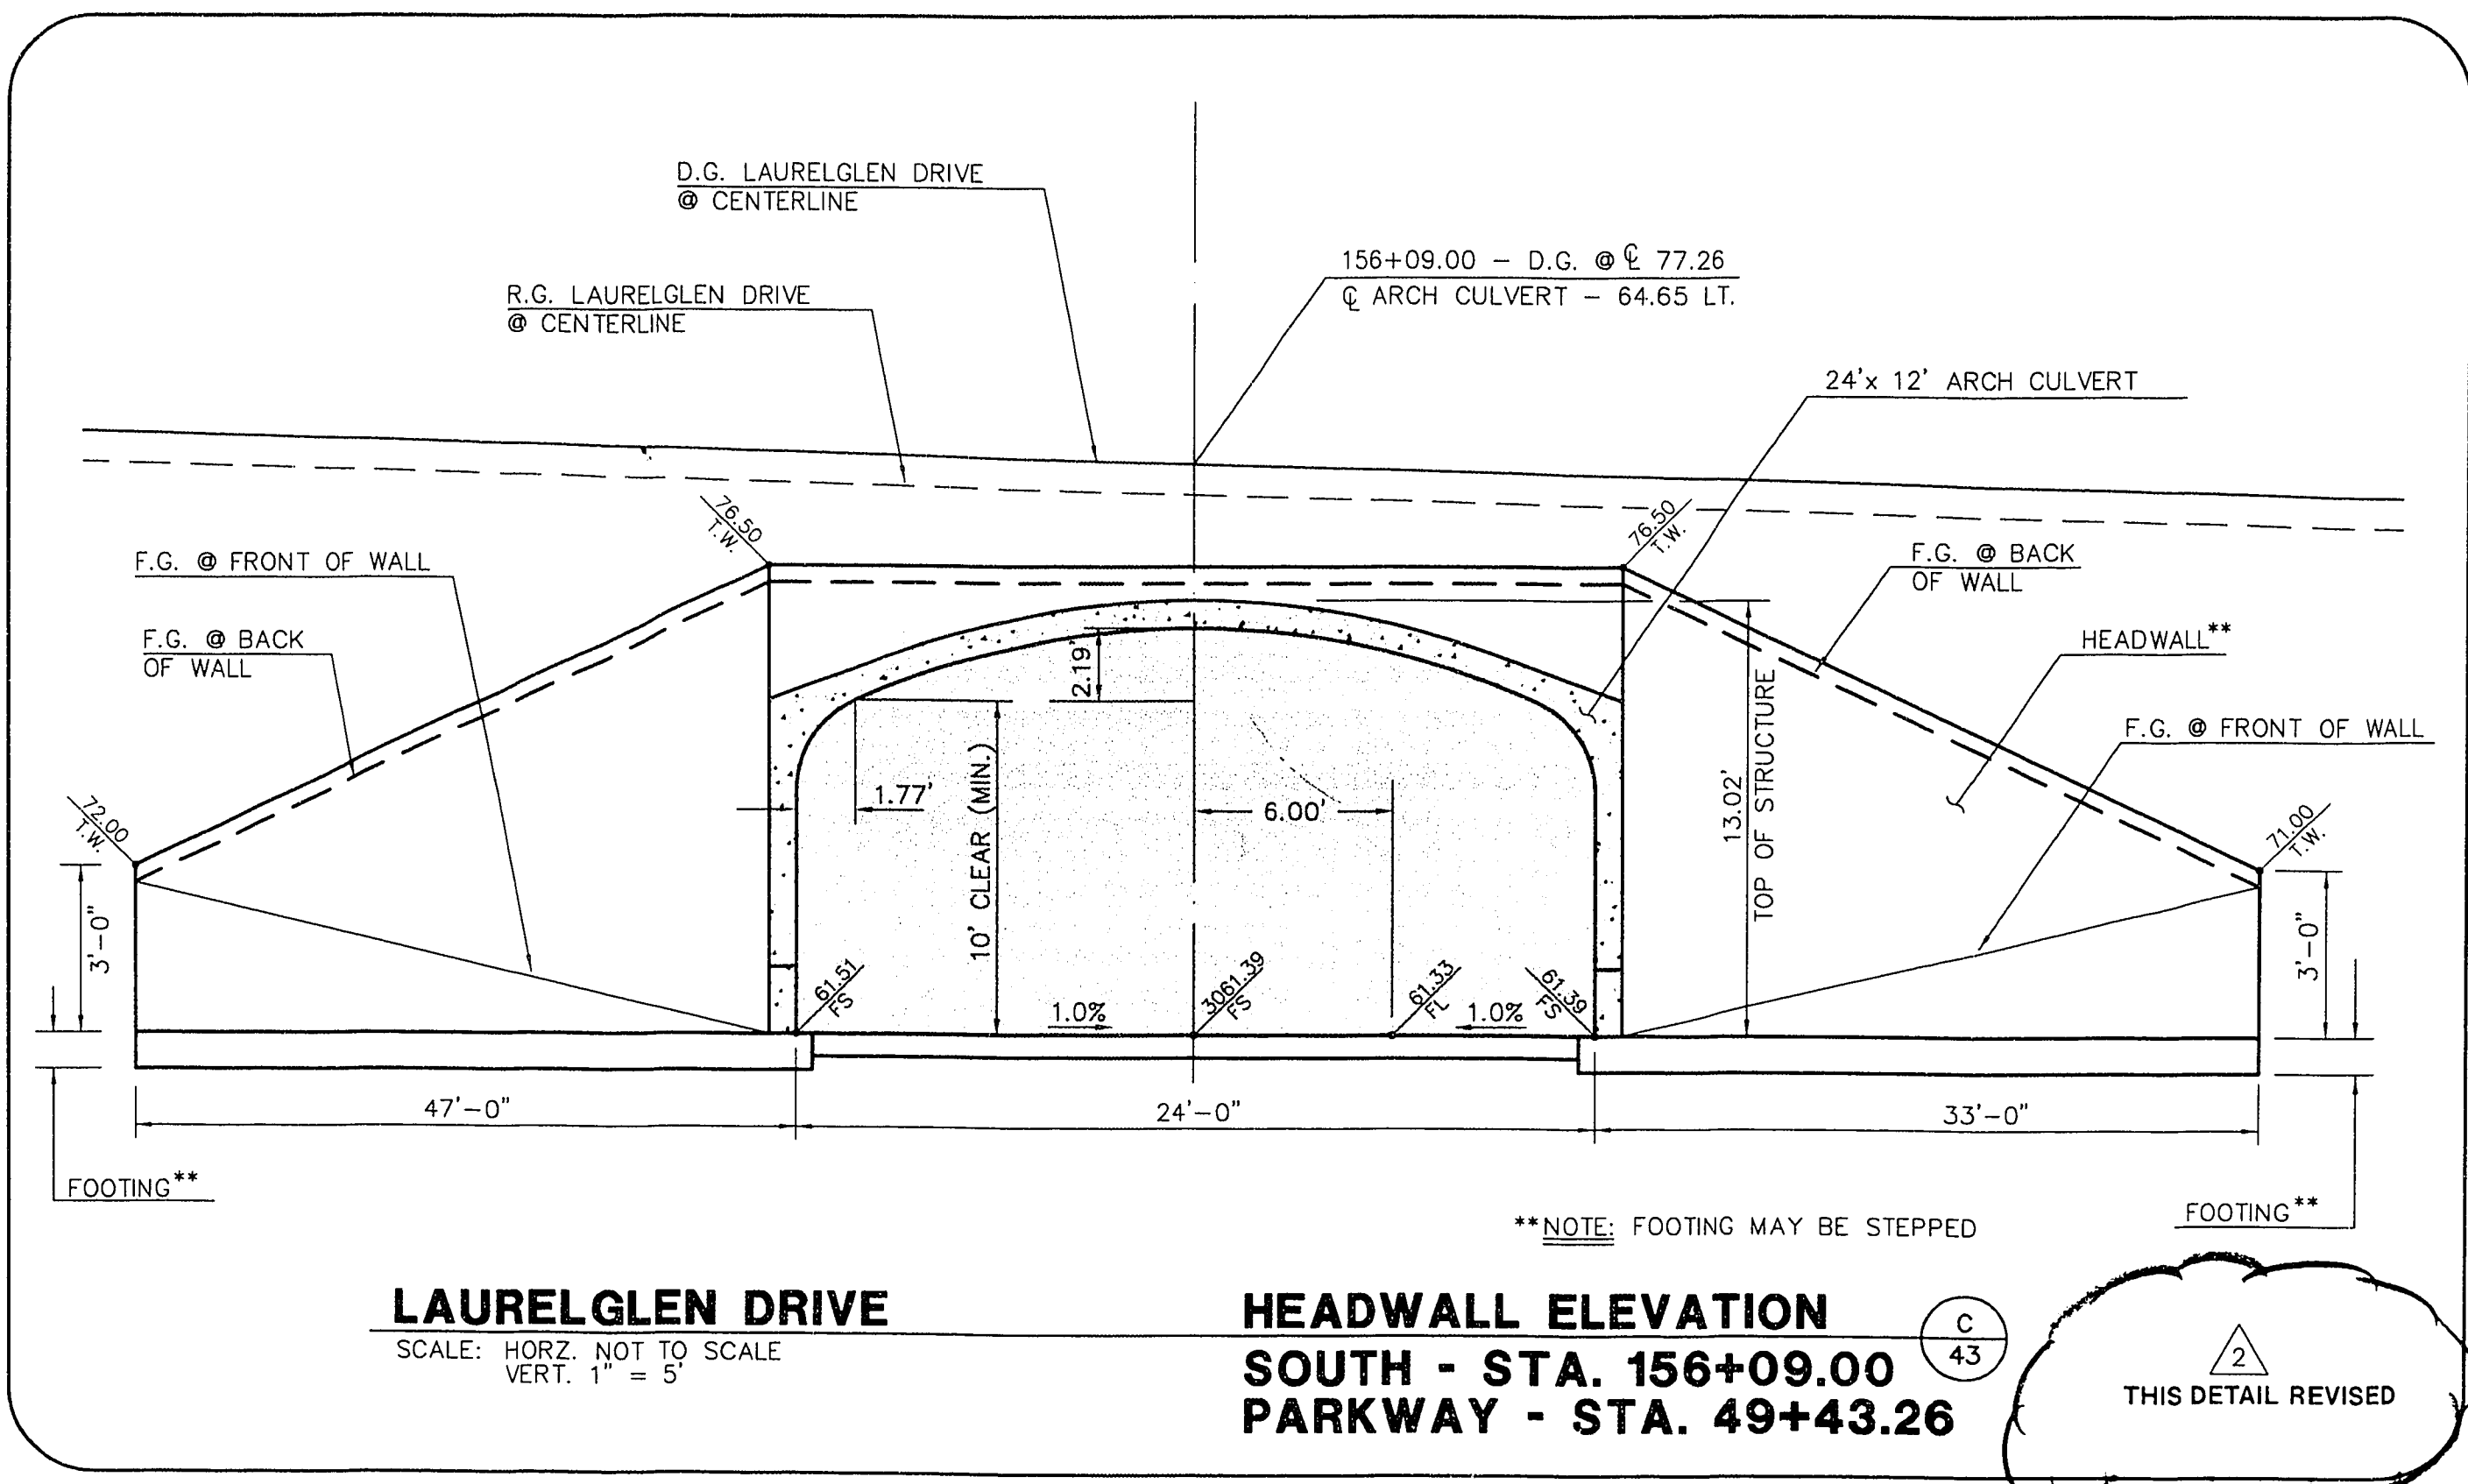 D.G. LAURELGLEN DRIVE
@ CENTERLINE
156+09.00 – D.G. @ ℄ 77.26
℄ ARCH CULVERT – 64.65 LT.
R.G. LAURELGLEN DRIVE
@ CENTERLINE
24'x 12' ARCH CULVERT
76.50
T.W.
76.50
T.W.
F.G. @ FRONT OF WALL
F.G. @ BACK
OF WALL
F.G. @ BACK
OF WALL
HEADWALL**
2.19'
F.G. @ FRONT OF WALL
1.77'
10' CLEAR (MIN.)
6.00'
13.02'
TOP OF STRUCTURE
72.00
T.W.
71.00
T.W.
3'–0"
3'–0"
61.51
FS
1.0%
3061.39
FS
61.33
FL
1.0%
61.39
FS
47'–0"
24'–0"
33'–0"
FOOTING**
FOOTING**
**NOTE: FOOTING MAY BE STEPPED
LAURELGLEN DRIVE
SCALE: HORZ. NOT TO SCALE
VERT. 1" = 5'
HEADWALL ELEVATION
C
43
SOUTH - STA. 156+09.00
PARKWAY - STA. 49+43.26
2
THIS DETAIL REVISED